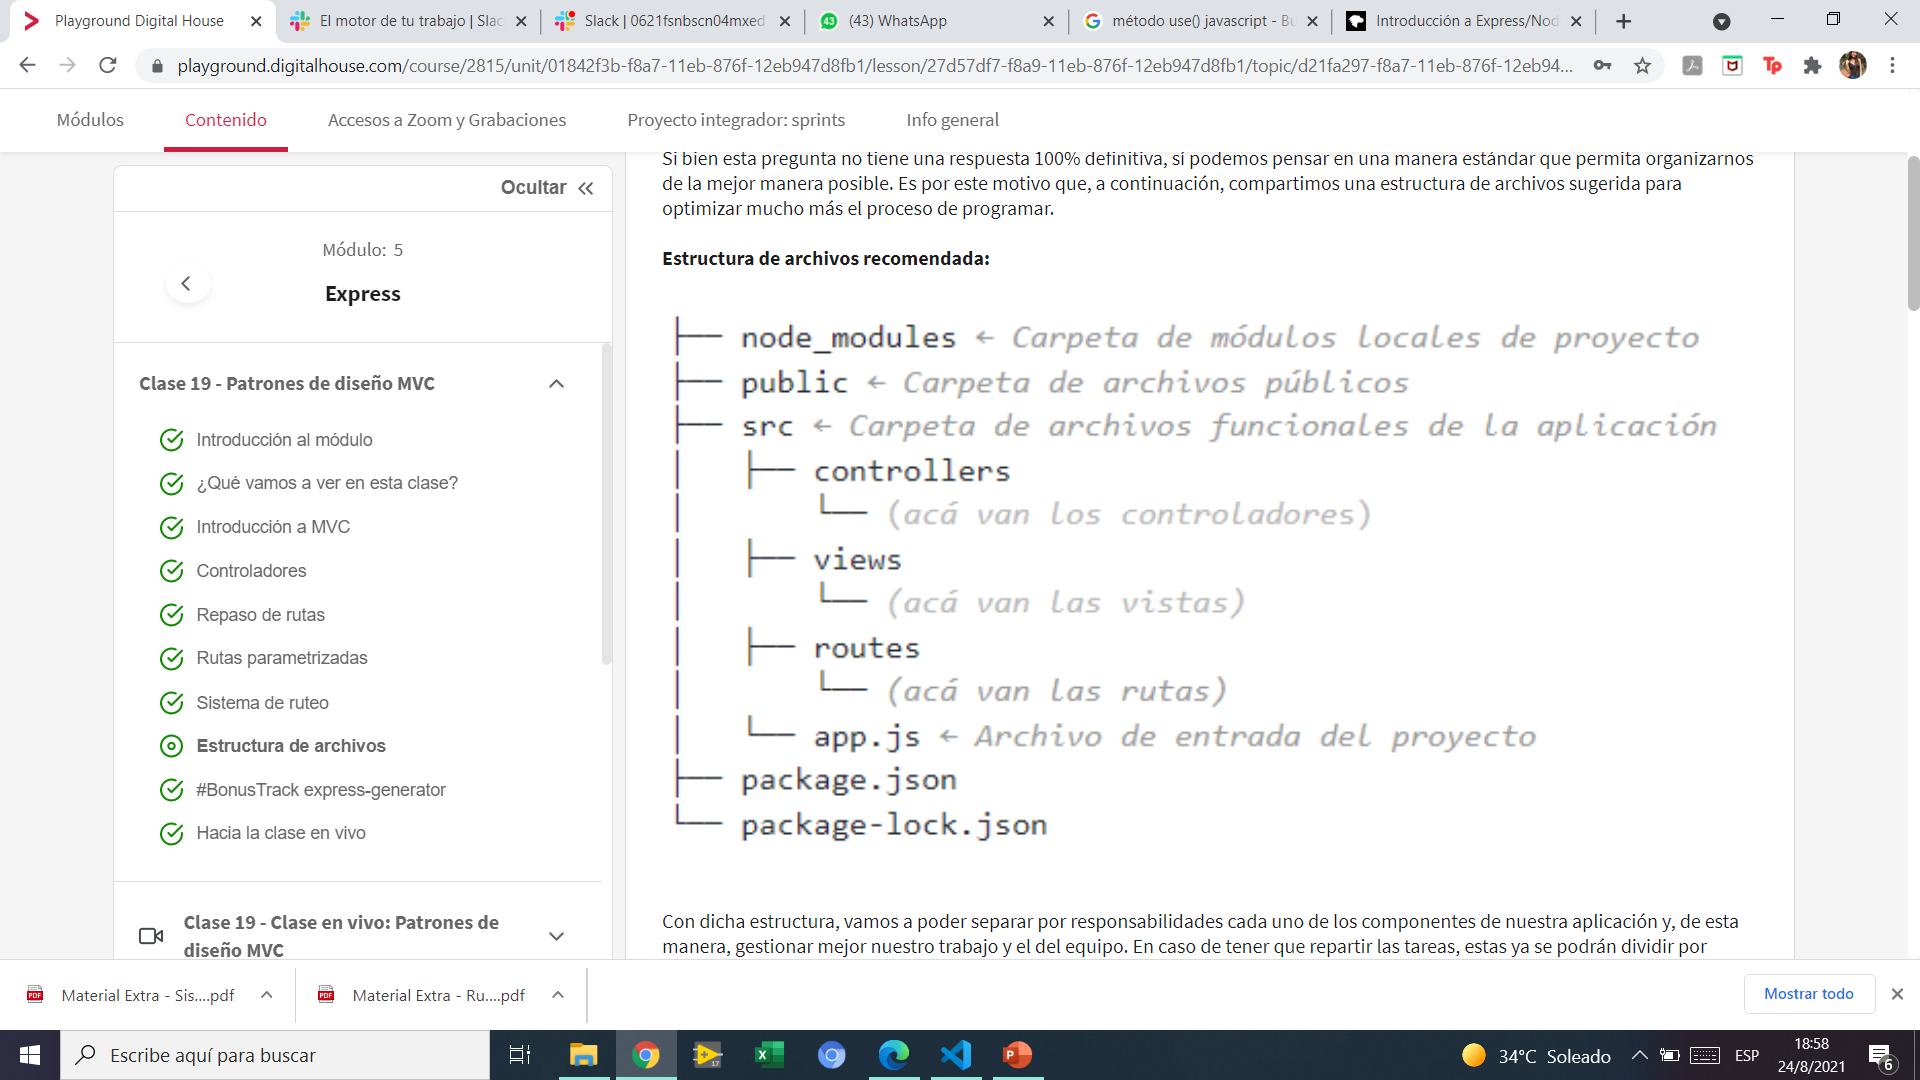 Playground Digital House
El motor de tu trabajo | Slac
Slack | 0621fsnbscn04mxed
(43) WhatsApp
método use() javascript - Bu
Introducción a Express/Nod
playground.digitalhouse.com/course/2815/unit/01842f3b-f8a7-11eb-876f-12eb947d8fb1/lesson/27d57df7-f8a9-11eb-876f-12eb947d8fb1/topic/d21fa297-f8a7-11eb-876f-12eb94...
Módulos
Contenido
Accesos a Zoom y Grabaciones
Proyecto integrador: sprints
Info general
Ocultar
Módulo: 5
Express
Clase 19 - Patrones de diseño MVC
Introducción al módulo
¿Qué vamos a ver en esta clase?
Introducción a MVC
Controladores
Repaso de rutas
Rutas parametrizadas
Sistema de ruteo
Estructura de archivos
#BonusTrack express-generator
Hacia la clase en vivo
Clase 19 - Clase en vivo: Patrones de
diseño MVC
Si bien esta pregunta no tiene una respuesta 100% definitiva, sí podemos pensar en una manera estándar que permita organizarnos
de la mejor manera posible. Es por este motivo que, a continuación, compartimos una estructura de archivos sugerida para
optimizar mucho más el proceso de programar.
Estructura de archivos recomendada:
├── node_modules ← Carpeta de módulos locales de proyecto
├── public ← Carpeta de archivos públicos
├── src ← Carpeta de archivos funcionales de la aplicación
│   ├── controllers
│       └── (acá van los controladores)
│   ├── views
│       └── (acá van las vistas)
│   ├── routes
│       └── (acá van las rutas)
│   └── app.js ← Archivo de entrada del proyecto
├── package.json
└── package-lock.json
Con dicha estructura, vamos a poder separar por responsabilidades cada uno de los componentes de nuestra aplicación y, de esta
manera, gestionar mejor nuestro trabajo y el del equipo. En caso de tener que repartir las tareas, estas ya se podrán dividir por
Material Extra - Sis....pdf
Material Extra - Ru....pdf
Mostrar todo
Escribe aquí para buscar
34°C Soleado
ESP
18:58
24/8/2021
6